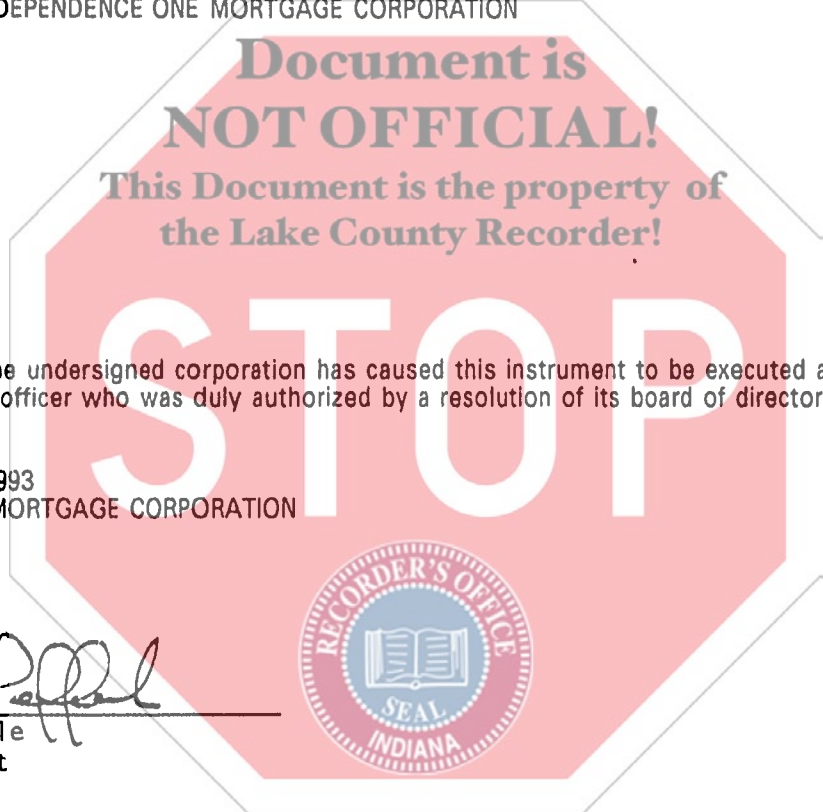 DEPENDENCE ONE MORTGAGE CORPORATION
Document is
NOT OFFICIAL!
This Document is the property of
the Lake County Recorder!
STOP
e undersigned corporation has caused this instrument to be executed a
officer who was duly authorized by a resolution of its board of director
993
MORTGAGE CORPORATION
RECORDER'S OFFICE
SEAL
INDIANA
le
t